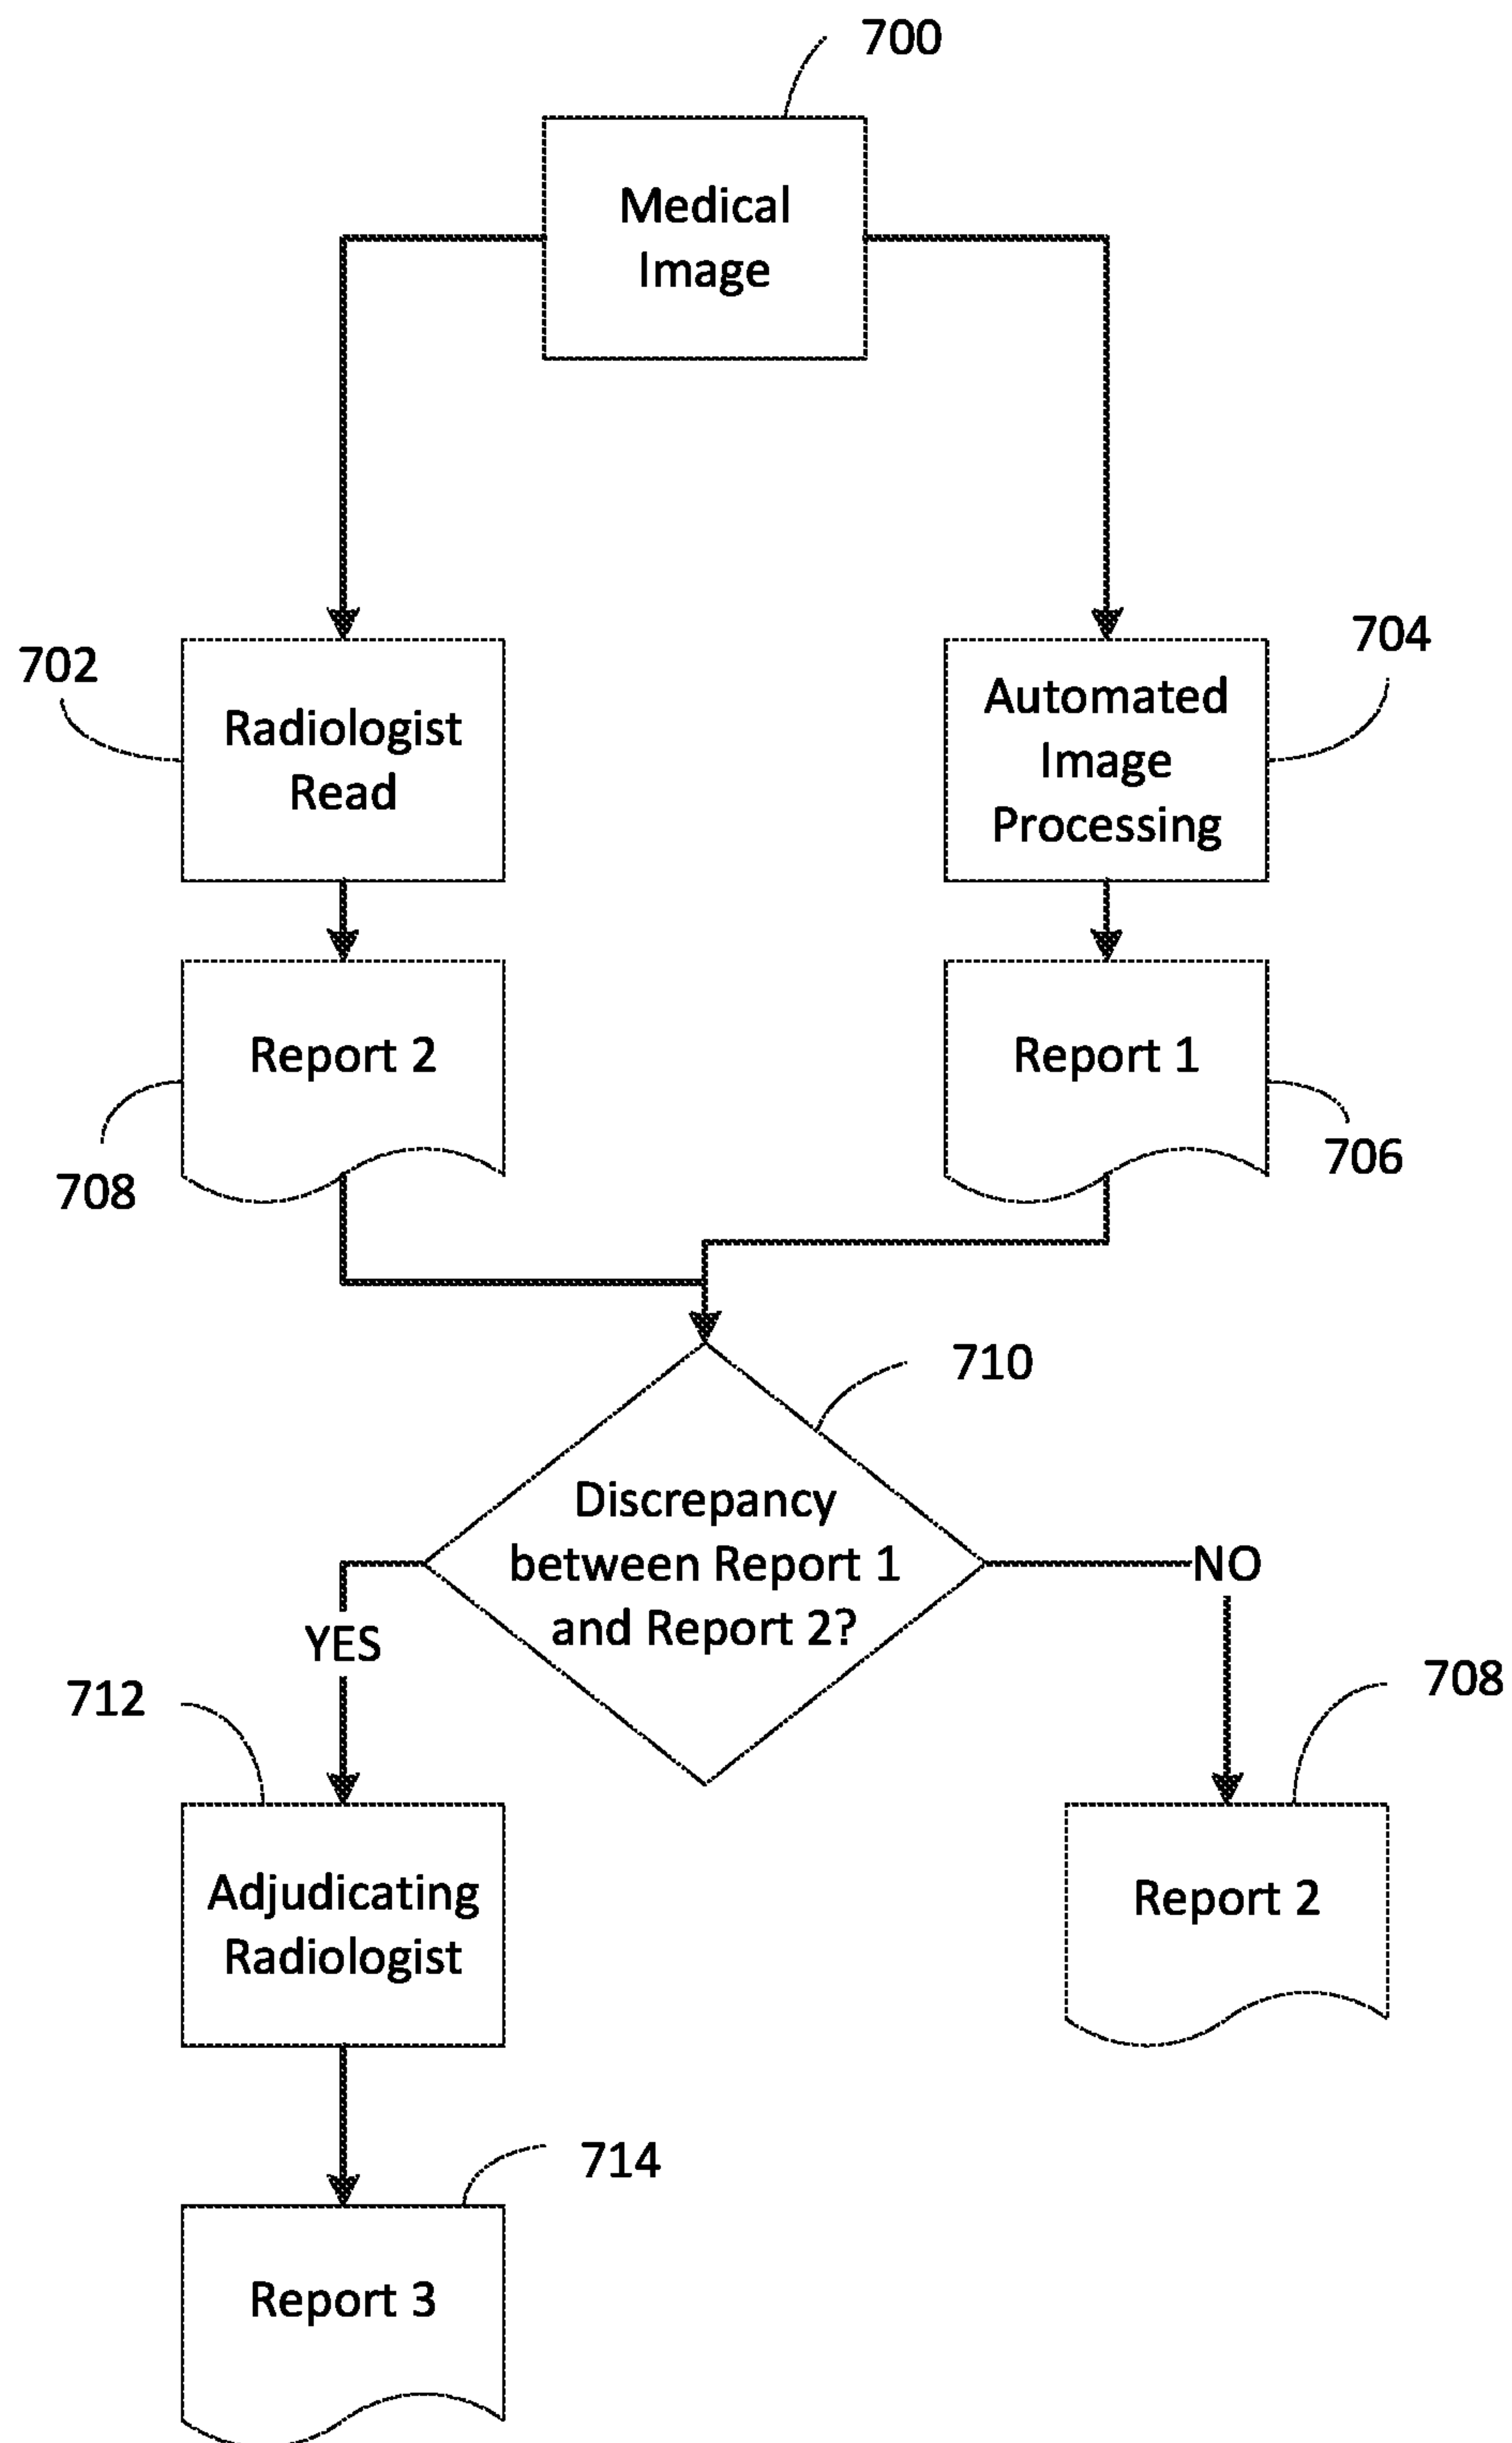 700
Medical
Image
702
Radiologist
Read
704
Automated
Image
Processing
Report 2
708
Report 1
706
710
Discrepancy
between Report 1
and Report 2?
YES
NO
712
Adjudicating
Radiologist
708
Report 2
714
Report 3